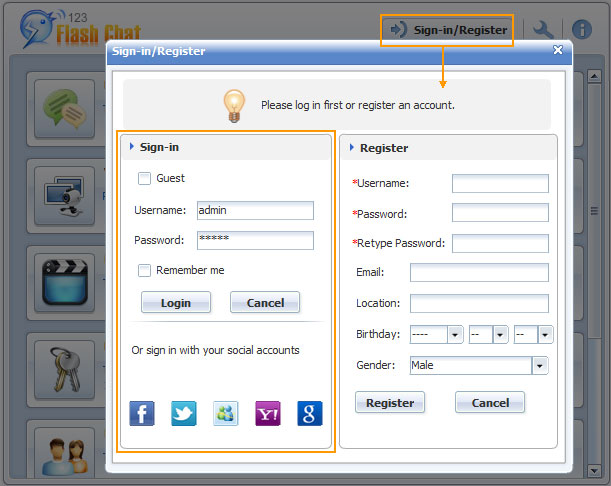 123
Flash Chat
Sign-in/Register
Sign-in/Register
Please log in first or register an account.
Sign-in
Guest
Username: admin
Password: *****
Remember me
Login Cancel
Or sign in with your social accounts
f Y! g
Register
*Username:
*Password:
*Retype Password:
Email:
Location:
Birthday: ---- -- --
Gender: Male
Register Cancel